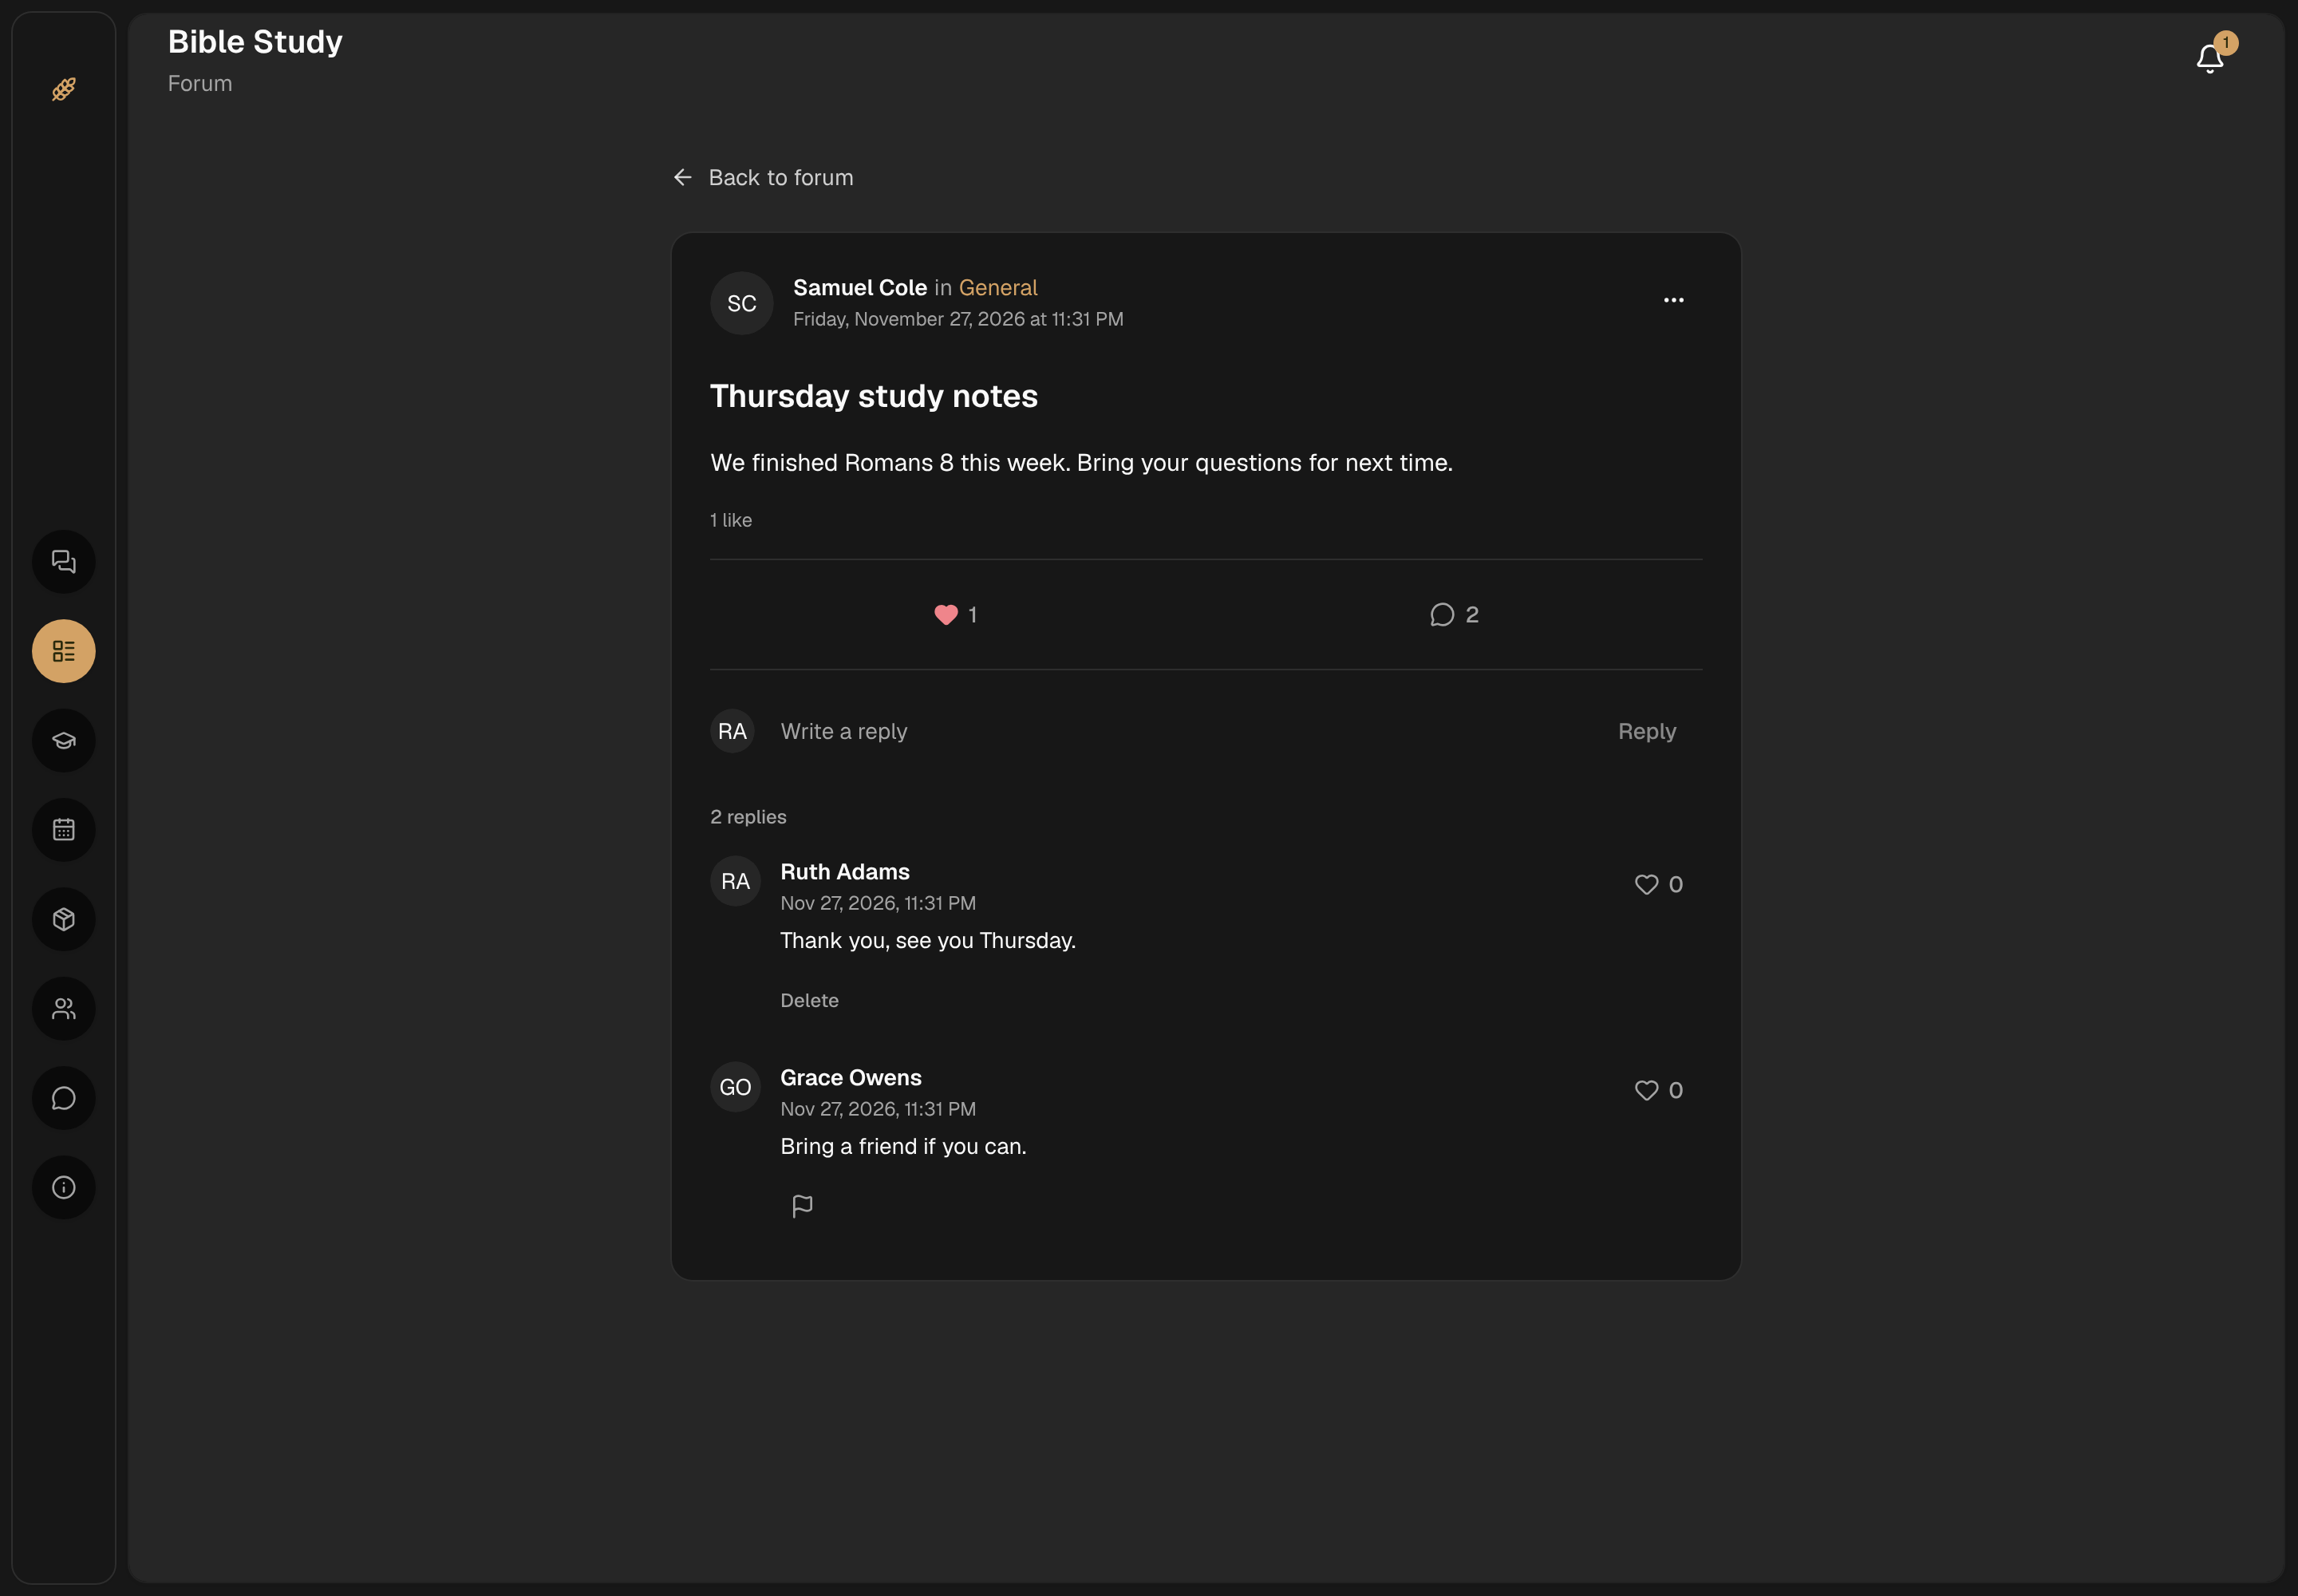 Bible Study
Forum
1
Back to forum
SC
Samuel Cole in General
Friday, November 27, 2026 at 11:31 PM
Thursday study notes
We finished Romans 8 this week. Bring your questions for next time.
1 like
1
2
RA
Write a reply
Reply
2 replies
RA
Ruth Adams
0
Nov 27, 2026, 11:31 PM
Thank you, see you Thursday.
Delete
GO
Grace Owens
0
Nov 27, 2026, 11:31 PM
Bring a friend if you can.